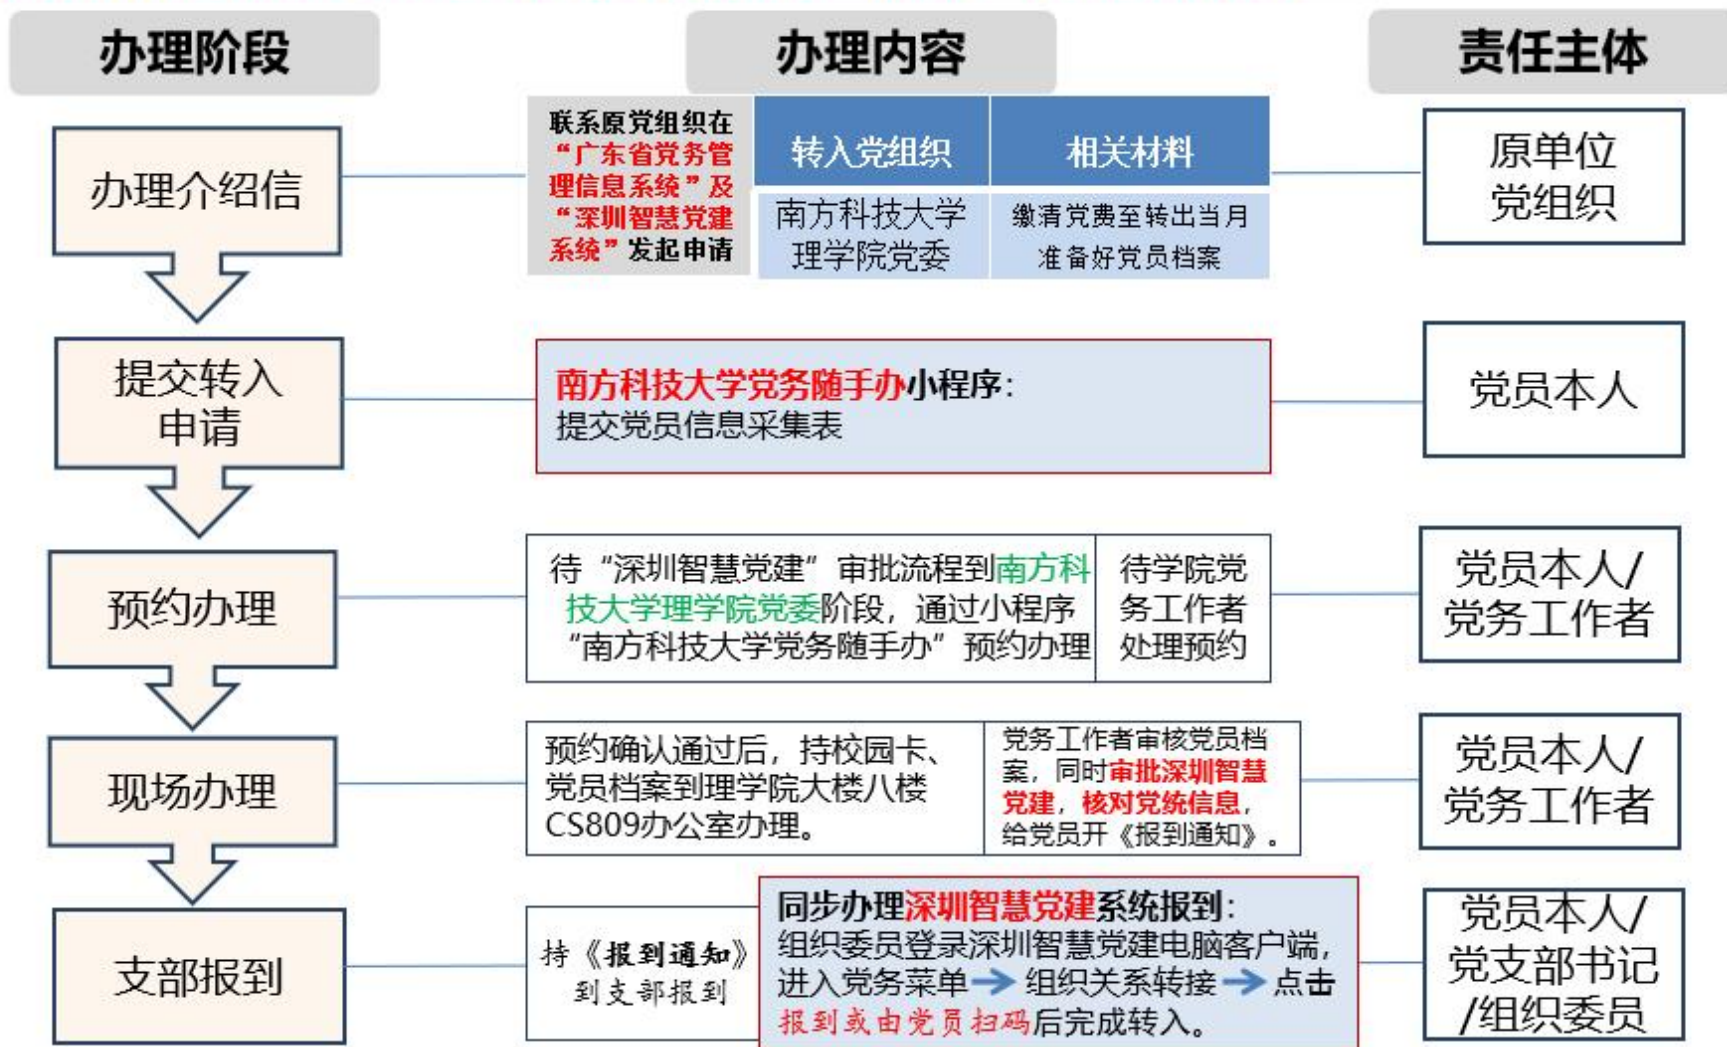 办理阶段
办理内容
责任主体
办理介绍信
联系原党组织在
“广东省党务管
理信息系统”及
“深圳智慧党建
系统”发起申请
转入党组织
相关材料
南方科技大学
理学院党委
缴清党费至转出当月
准备好党员档案
原单位
党组织
提交转入
申请
南方科技大学党务随手办小程序：
提交党员信息采集表
党员本人
预约办理
待“深圳智慧党建”审批流程到南方科
技大学理学院党委阶段，通过小程序
“南方科技大学党务随手办”预约办理
待学院党
务工作者
处理预约
党员本人/
党务工作者
现场办理
预约确认通过后，持校园卡、
党员档案到理学院大楼八楼
CS809办公室办理。
党务工作者审核党员档
案，同时审批深圳智慧
党建，核对党统信息，
给党员开《报到通知》。
党员本人/
党务工作者
支部报到
持《报到通知》
到支部报到
同步办理深圳智慧党建系统报到：
组织委员登录深圳智慧党建电脑客户端，
进入党务菜单➔组织关系转接➔点击
报到或由党员扫码后完成转入。
党员本人/
党支部书记
/组织委员